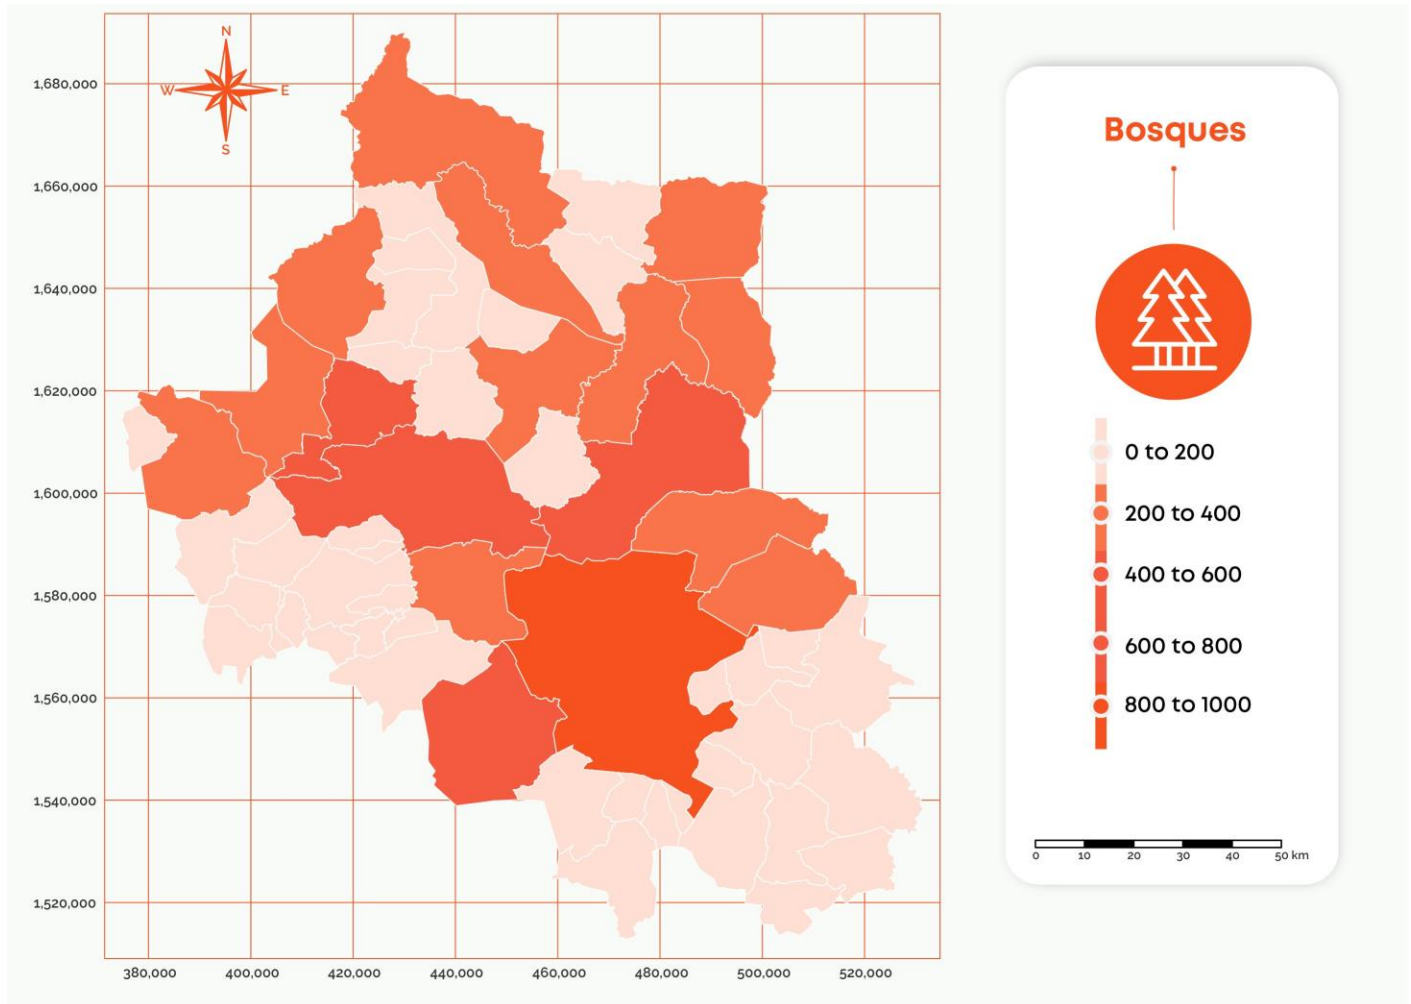 N
W E
S
1,680,000
1,660,000
1,640,000
1,620,000
1,600,000
1,580,000
1,560,000
1,540,000
1,520,000
380,000 400,000 420,000 440,000 460,000 480,000 500,000 520,000
Bosques
0 to 200
200 to 400
400 to 600
600 to 800
800 to 1000
0 10 20 30 40 50 km